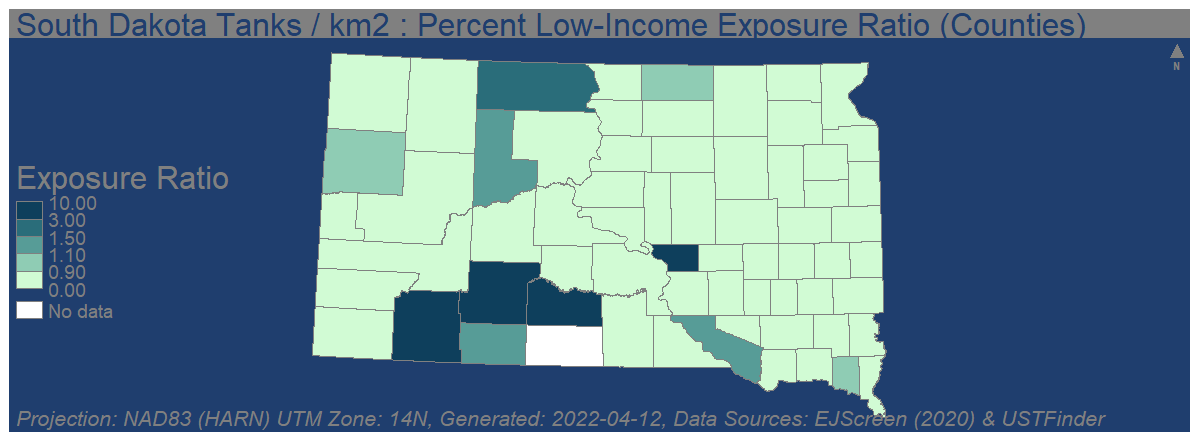 South Dakota Tanks / km2 : Percent Low-Income Exposure Ratio (Counties)
N
Exposure Ratio
10.00
3.00
1.50
1.10
0.90
0.00
No data
Projection: NAD83 (HARN) UTM Zone: 14N, Generated: 2022-04-12, Data Sources: EJScreen (2020) & USTFinder